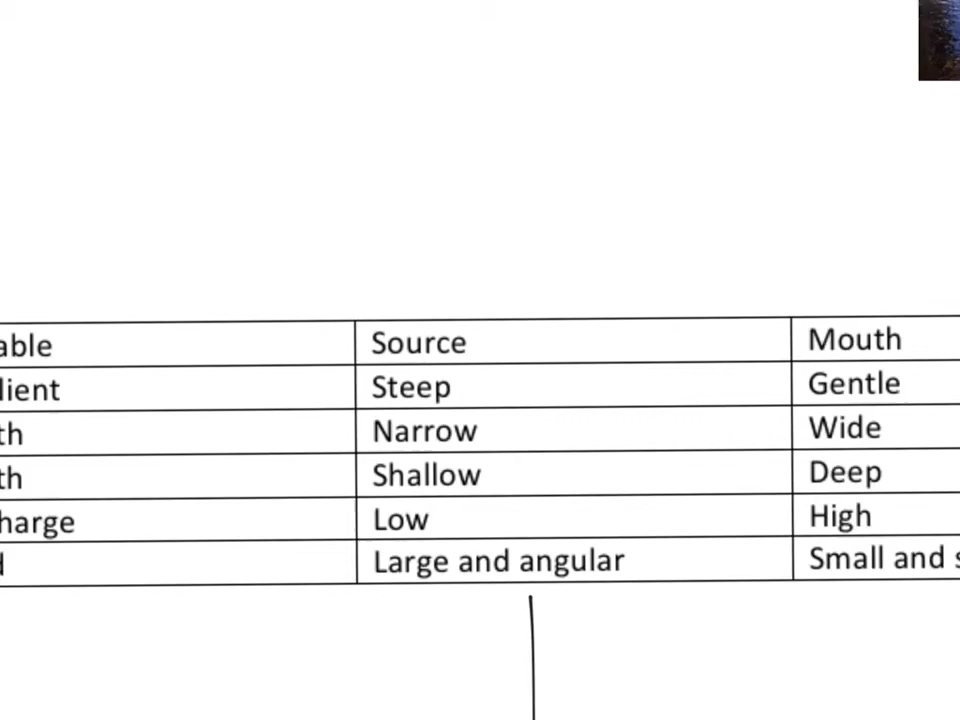 able Source Mouth
lient Steep Gentle
th Narrow Wide
th Shallow Deep
harge Low High
Large and angular Small and